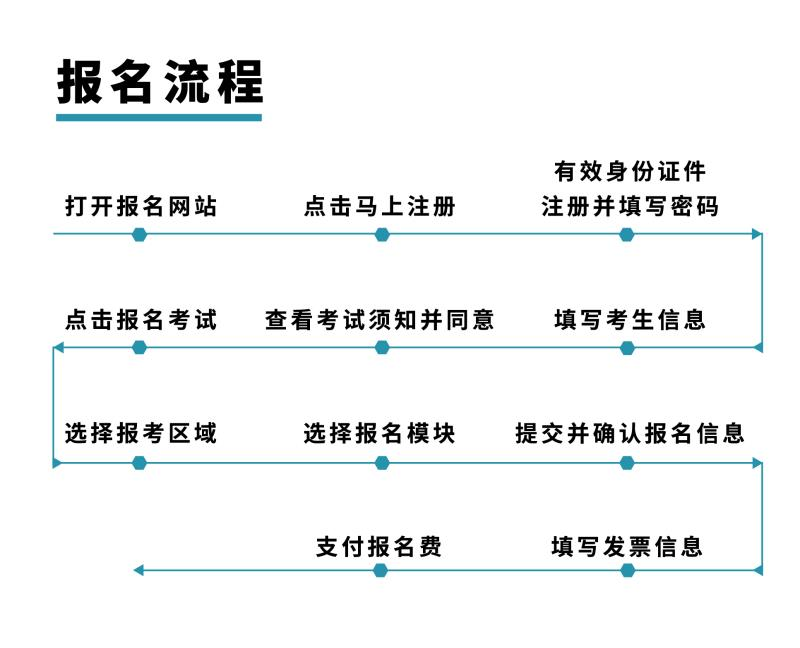 报名流程
打开报名网站
点击马上注册
有效身份证件
注册并填写密码
填写考生信息
查看考试须知并同意
点击报名考试
选择报考区域
选择报名模块
提交并确认报名信息
填写发票信息
支付报名费